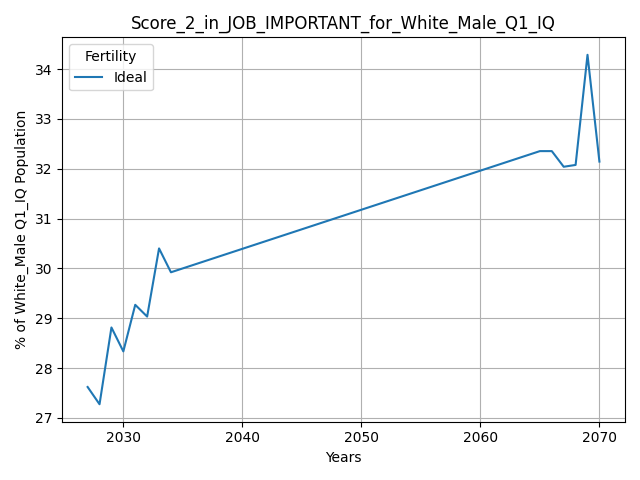 Score_2_in_JOB_IMPORTANT_for_White_Male_Q1_IQ
Fertility
Ideal
34
33
32
31
30
29
28
27
% of White_Male Q1_IQ Population
2030 2040 2050 2060 2070
Years